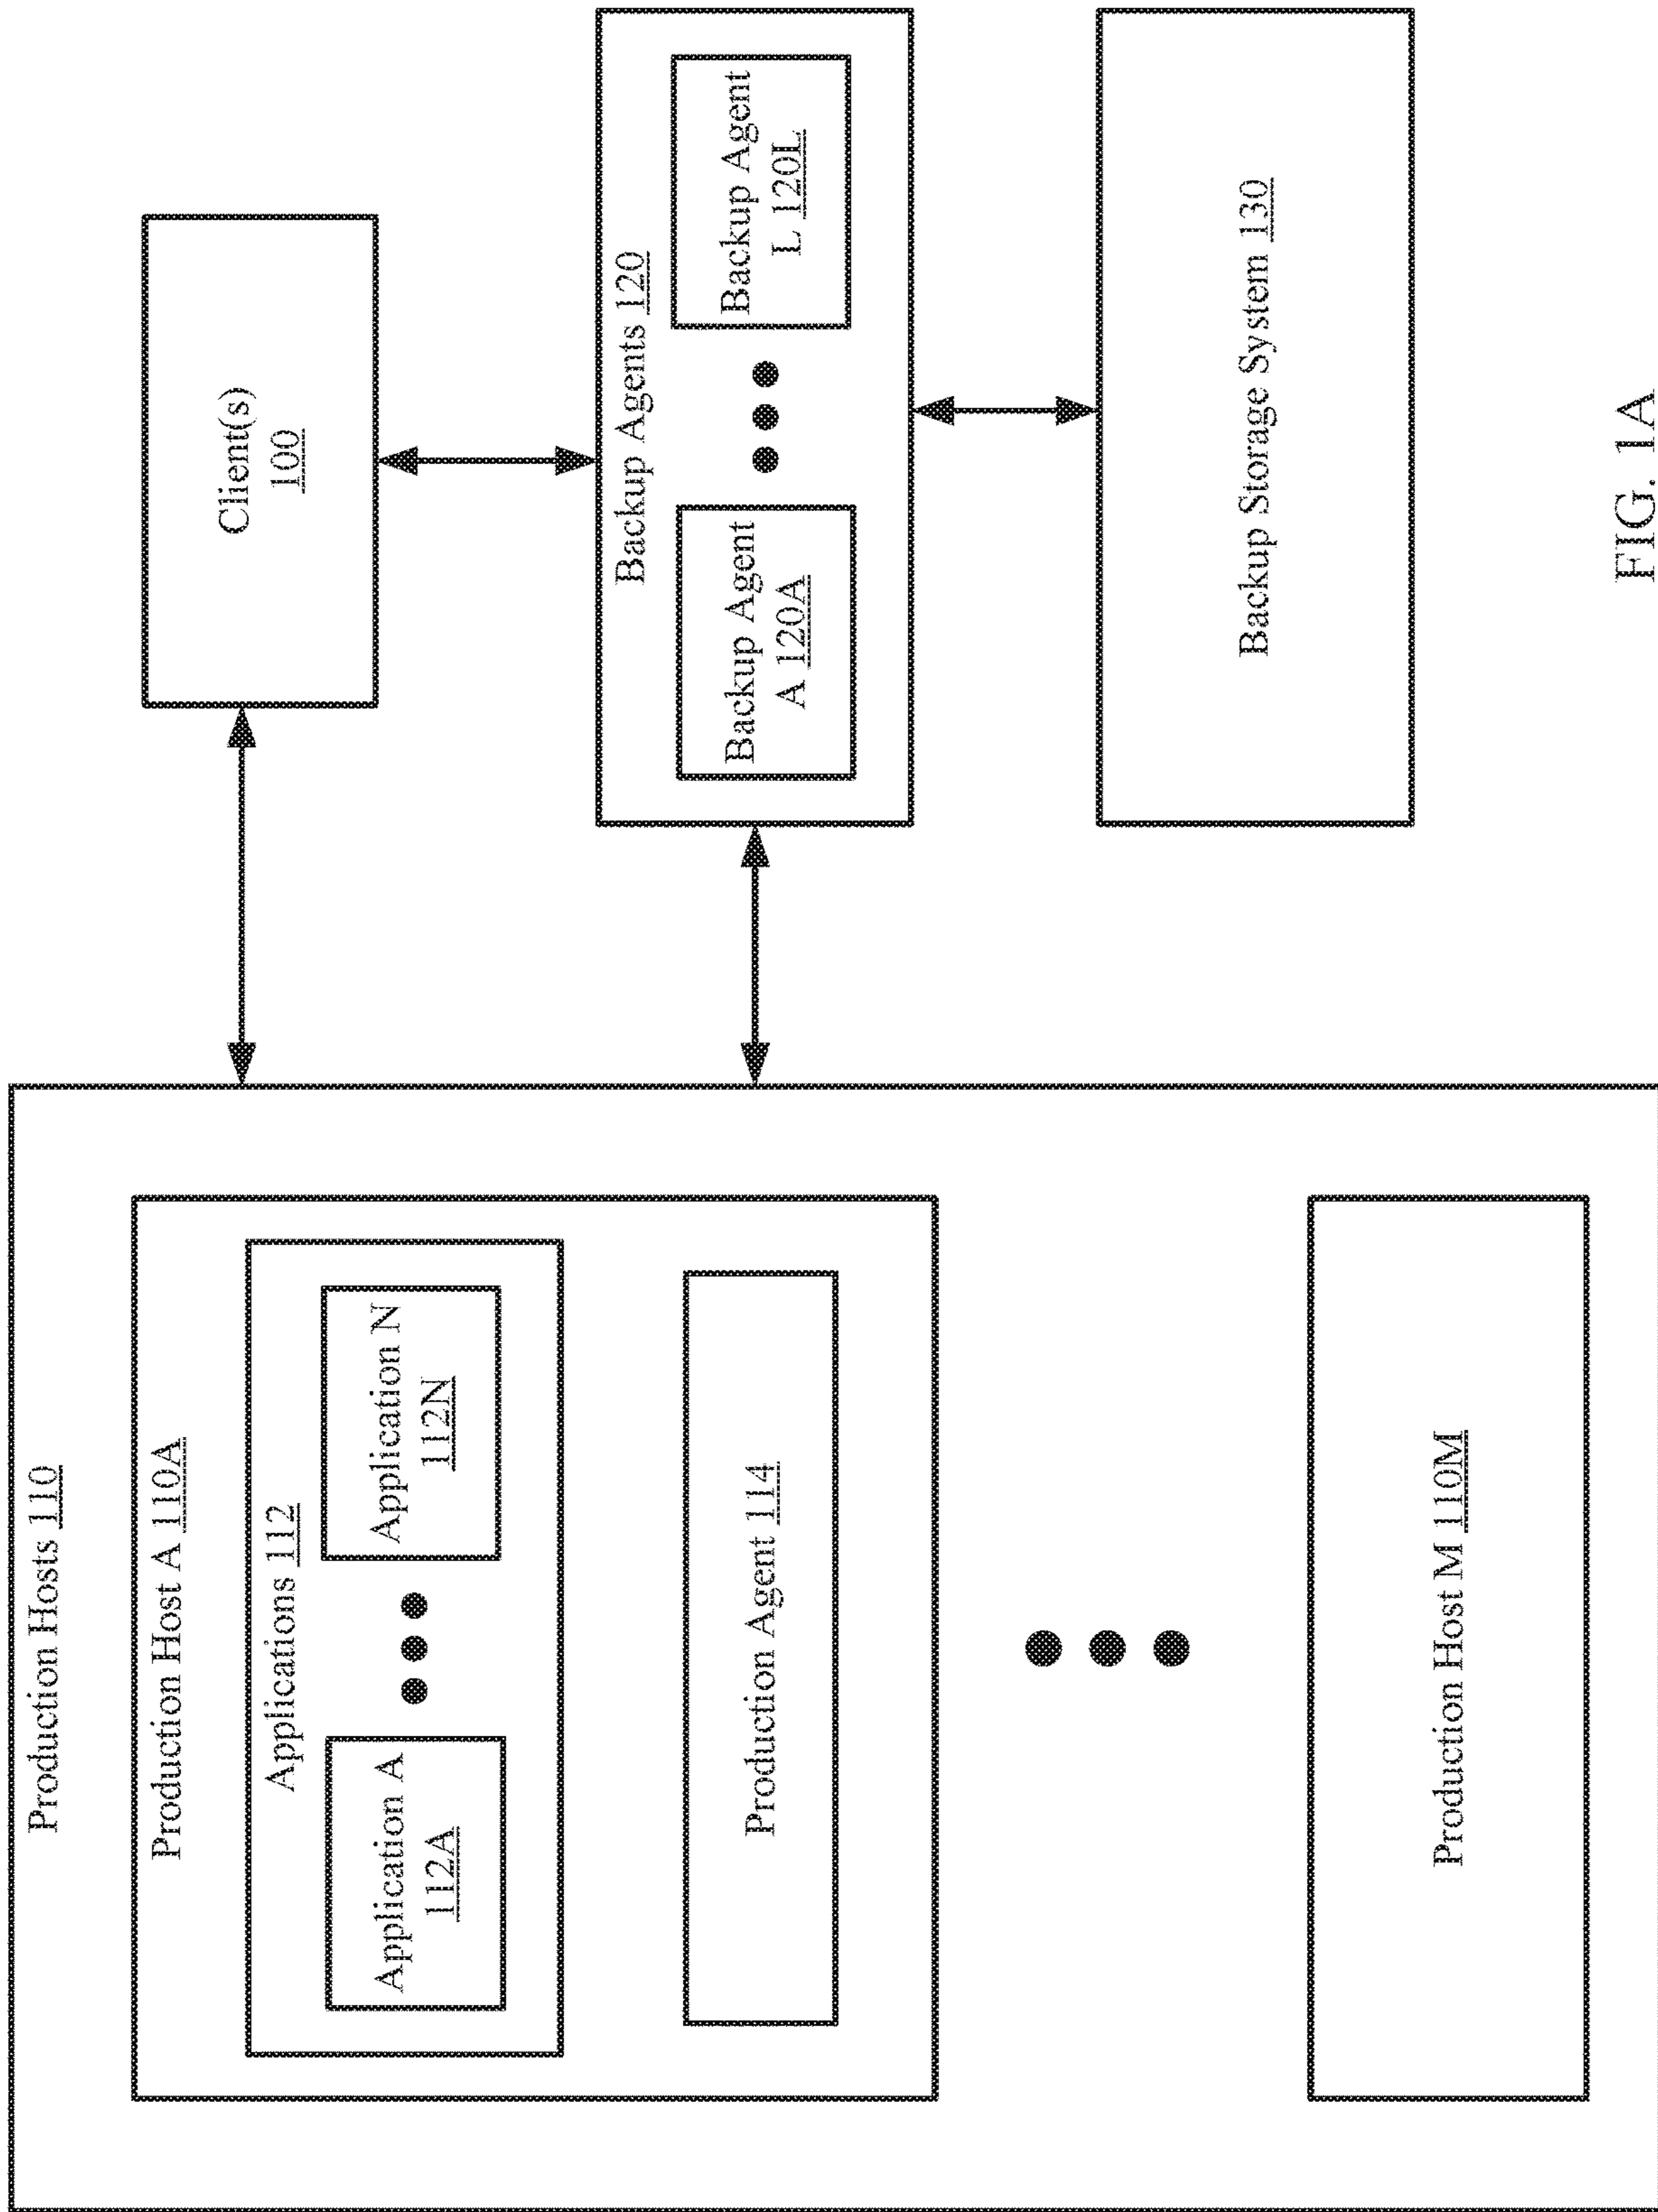 Production Hosts 110
Production Host A 110A
Applications 112
Application A
112A
Application N
112N
Production Agent 114
Production Host M 110M
Client(s)
100
Backup Agents 120
Backup Agent
A 120A
Backup Agent
L 120L
Backup Storage System 130
FIG. 1A